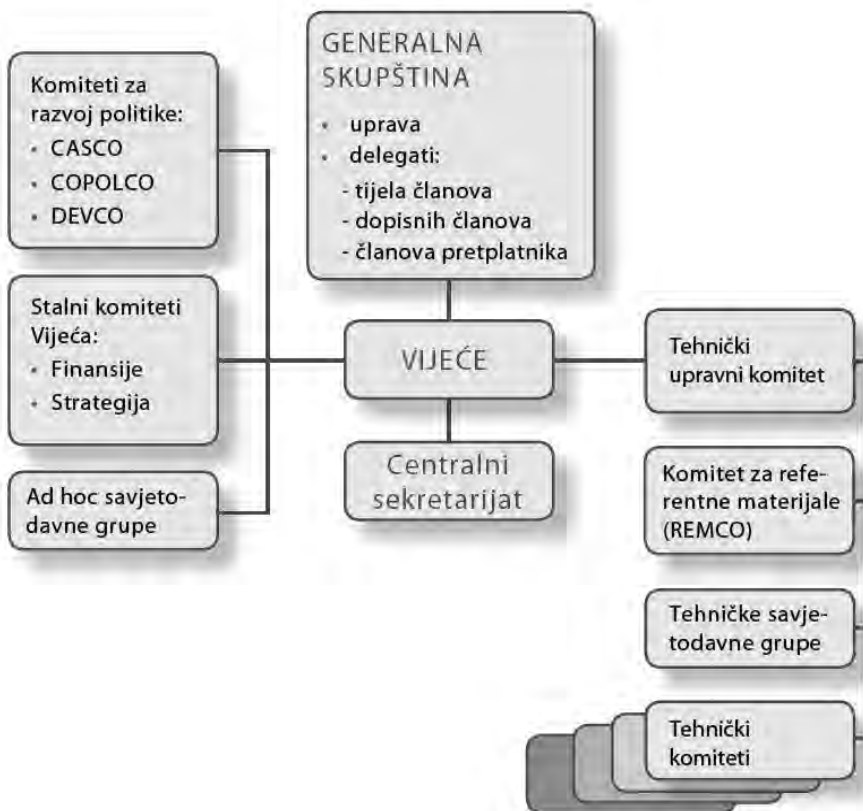 GENERALNA
SKUPŠTINA
• uprava
• delegati:
- tijela članova
- dopisnih članova
- članova pretplatnika
Komiteti za
razvoj politike:
• CASCO
• COPOLCO
• DEVCO
Stalni komiteti
Vijeća:
• Finansije
• Strategija
Ad hoc savjeto-
davne grupe
VIJEĆE
Centralni
sekretarijat
Tehnički
upravni komitet
Komitet za refe-
rentne materijale
(REMCO)
Tehničke savje-
todavne grupe
Tehnički
komiteti